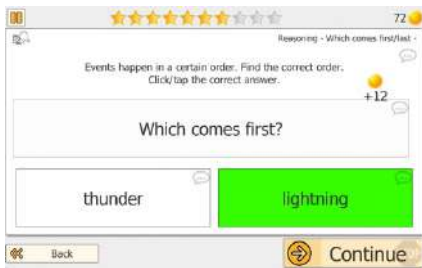 72
Reasoning - Which comes first/last -
Events happen in a certain order. Find the correct order.
Click/tap the correct answer.
+12
Which comes first?
thunder
lightning
Back
Continue